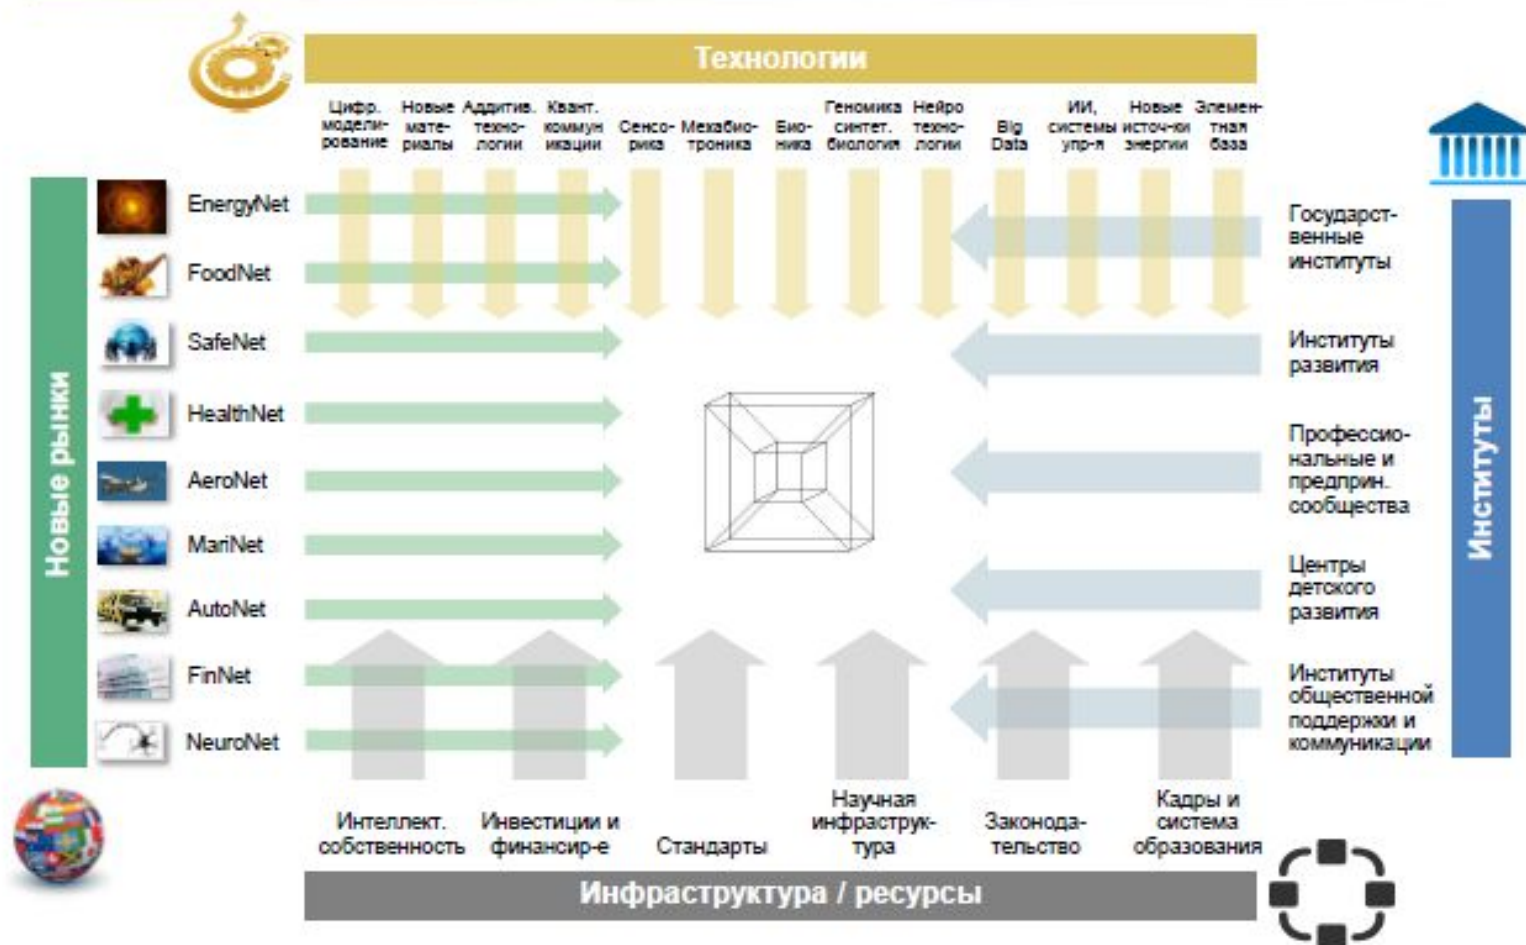 Технологии
Цифр.
модели-
рование
Новые
мате-
риалы
Аддитив.
техно-
логии
Квант.
коммун
икации
Сенсо-
рика
Мехабио-
троника
Био-
ника
Геномика
синтет.
биология
Нейро
техно-
логии
Big
Data
ИИ,
системы
упр-я
Новые
источ-ки
энергии
Элемен-
тная
база
Новые рынки
EnergyNet
FoodNet
SafeNet
HealthNet
AeroNet
MariNet
AutoNet
FinNet
NeuroNet
Государст-
венные
институты
Институты
развития
Профессио-
нальные и
предприн.
сообщества
Центры
детского
развития
Институты
общественной
поддержки и
коммуникации
Институты
Интеллект.
собственность
Инвестиции и
финансир-е
Стандарты
Научная
инфраструк-
тура
Законода-
тельство
Кадры и
система
образования
Инфраструктура / ресурсы